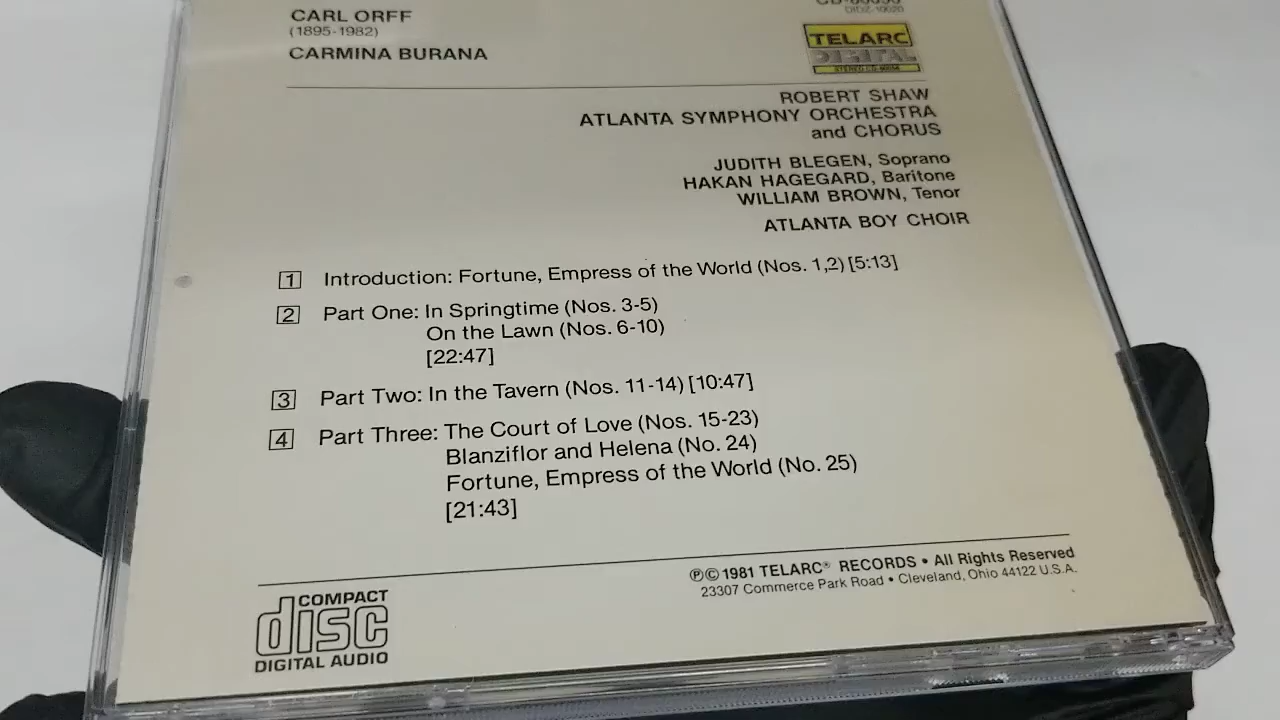 CARL ORFF
(1895-1982)
CARMINA BURANA
DIDZ-10020
TELARC
DIGITAL
ROBERT SHAW
ATLANTA SYMPHONY ORCHESTRA
and CHORUS
JUDITH BLEGEN, Soprano
HAKAN HAGEGARD, Baritone
WILLIAM BROWN, Tenor
ATLANTA BOY CHOIR
1 Introduction: Fortune, Empress of the World (Nos. 1,2) [5:13]
2 Part One: In Springtime (Nos. 3-5)
On the Lawn (Nos. 6-10)
[22:47]
3 Part Two: In the Tavern (Nos. 11-14) [10:47]
4 Part Three: The Court of Love (Nos. 15-23)
Blanziflor and Helena (No. 24)
Fortune, Empress of the World (No. 25)
[21:43]
℗© 1981 TELARC® RECORDS • All Rights Reserved
23307 Commerce Park Road • Cleveland, Ohio 44122 U.S.A.
COMPACT
disc
DIGITAL AUDIO